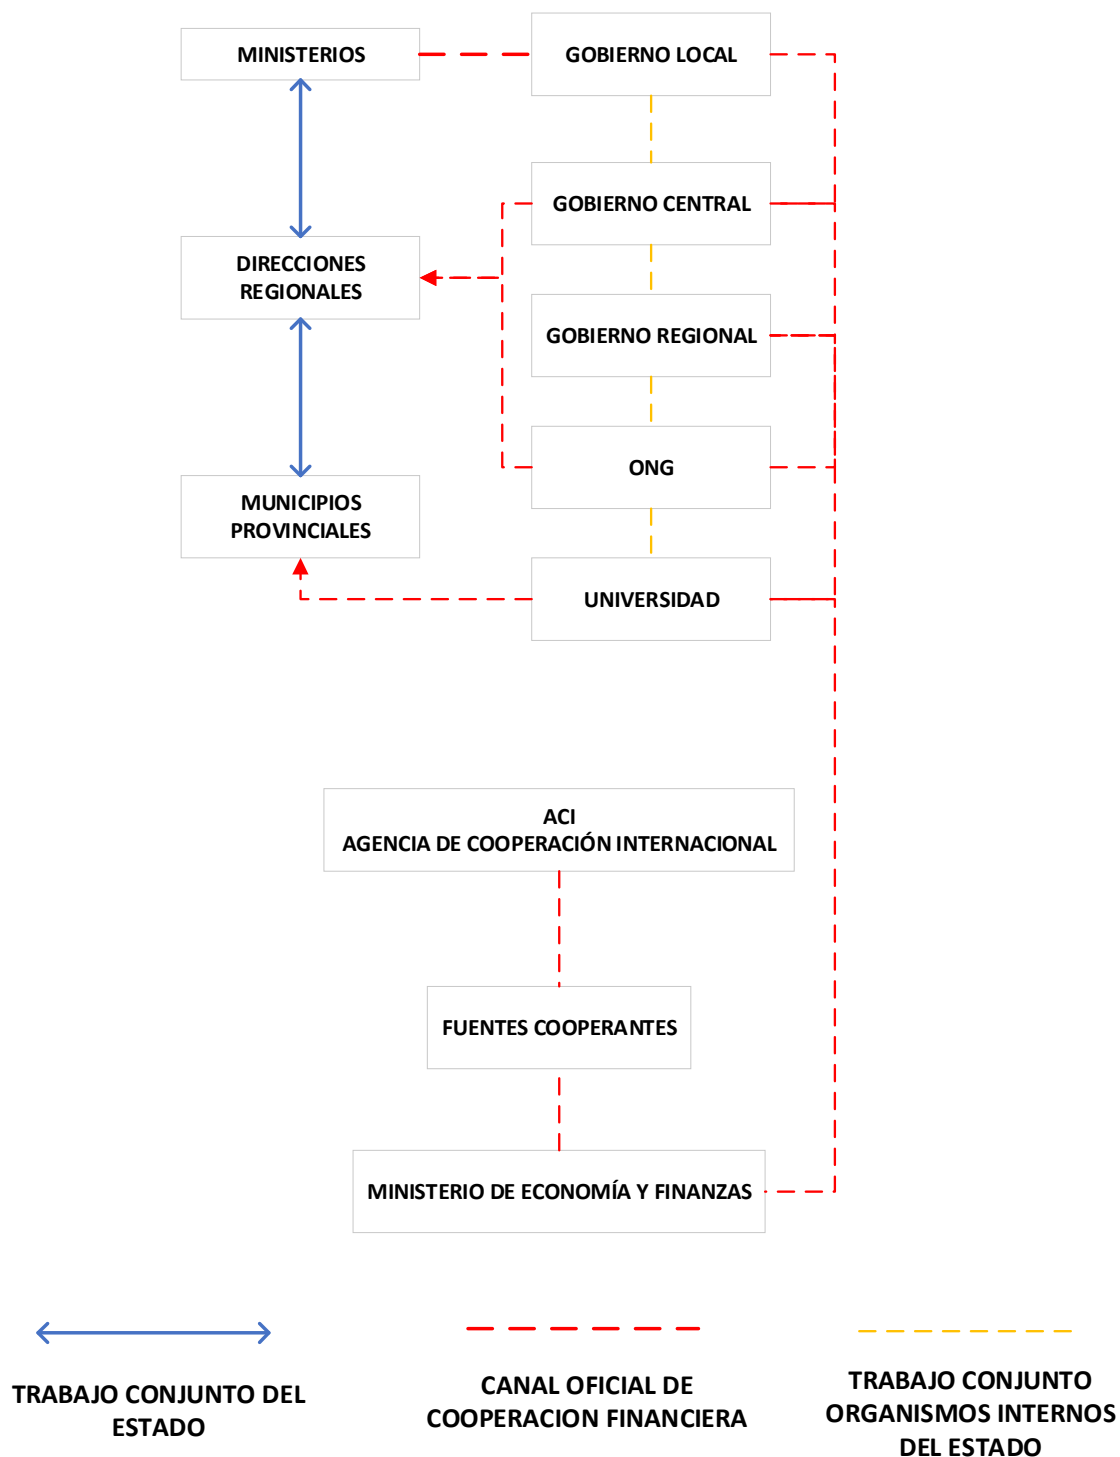 MINISTERIOS
GOBIERNO LOCAL
GOBIERNO CENTRAL
DIRECCIONES
REGIONALES
GOBIERNO REGIONAL
ONG
MUNICIPIOS
PROVINCIALES
UNIVERSIDAD
ACI
AGENCIA DE COOPERACIÓN INTERNACIONAL
FUENTES COOPERANTES
MINISTERIO DE ECONOMÍA Y FINANZAS
TRABAJO CONJUNTO DEL
ESTADO
CANAL OFICIAL DE
COOPERACION FINANCIERA
TRABAJO CONJUNTO
ORGANISMOS INTERNOS
DEL ESTADO